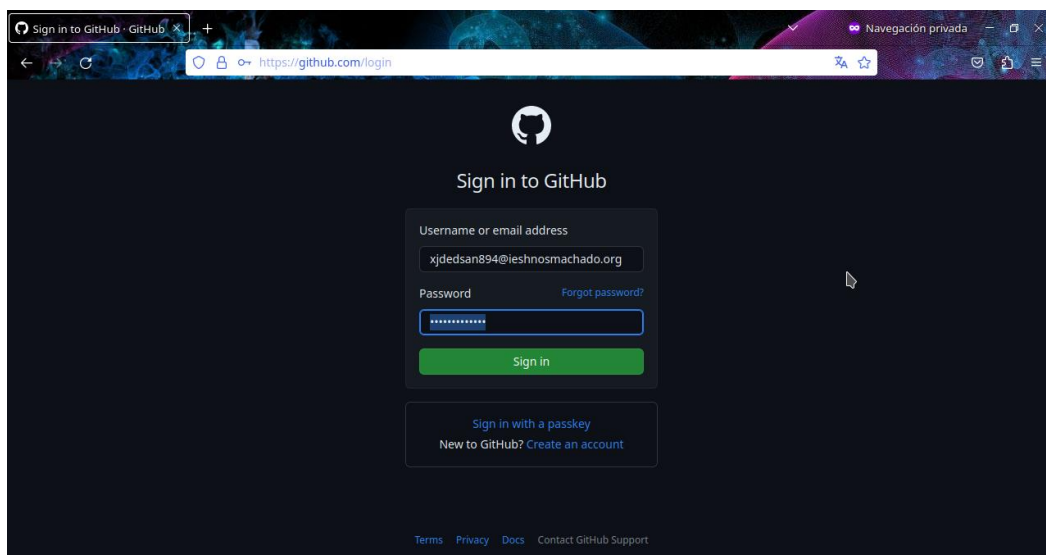 Sign in to GitHub · GitHub
Navegación privada
https://github.com/login
Sign in to GitHub
Username or email address
xjdedsan894@ieshnosmachado.org
Password Forgot password?
•••••••••••••
Sign in
Sign in with a passkey
New to GitHub? Create an account
Terms Privacy Docs Contact GitHub Support